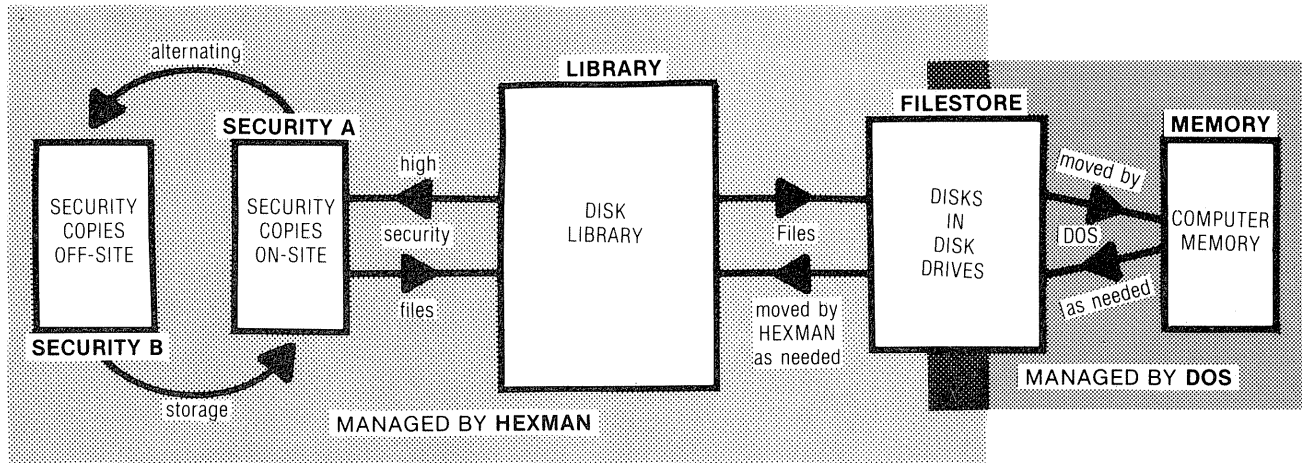 alternating
SECURITY A
SECURITY
COPIES
OFF-SITE
SECURITY
COPIES
ON-SITE
SECURITY B
storage
high
security
files
LIBRARY
DISK
LIBRARY
Files
moved by
HEXMAN
as needed
FILESTORE
DISKS
IN
DISK
DRIVES
moved by
DOS
as needed
MEMORY
COMPUTER
MEMORY
MANAGED BY HEXMAN
MANAGED BY DOS